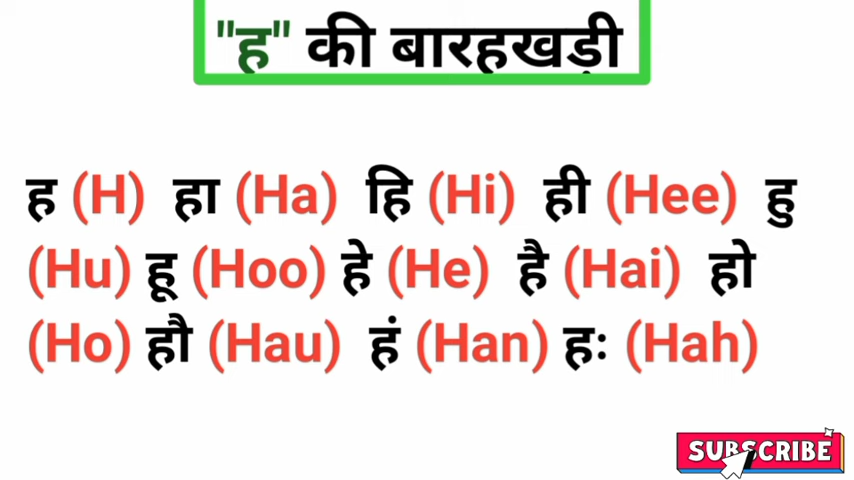 "ह" की बारहखड़ी
ह (H) हा (Ha) हि (Hi) ही (Hee) हु
(Hu) हू (Hoo) हे (He) है (Hai) हो
(Ho) हौ (Hau) हं (Han) हः (Hah)
SUBSCRIBE